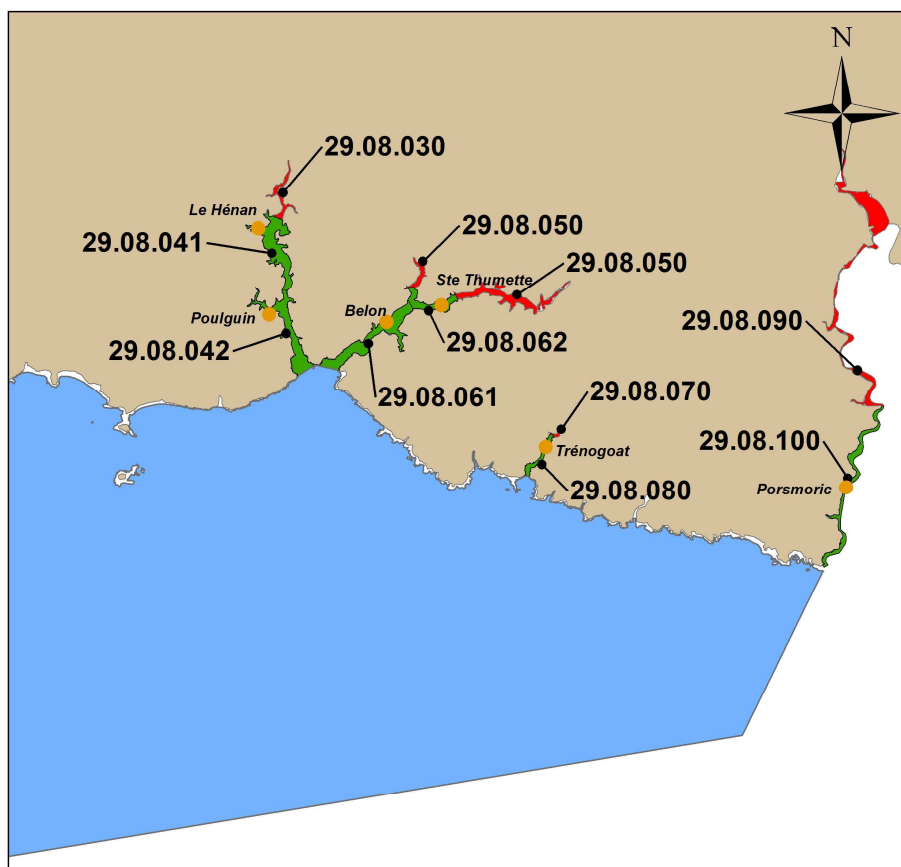 N
29.08.030
Le Hénan
29.08.050
29.08.041
29.08.050
Ste Thumette
Belon
Poulguin
29.08.090
29.08.062
29.08.042
29.08.061
29.08.070
29.08.100
Trénogoat
29.08.080
Porsmoric